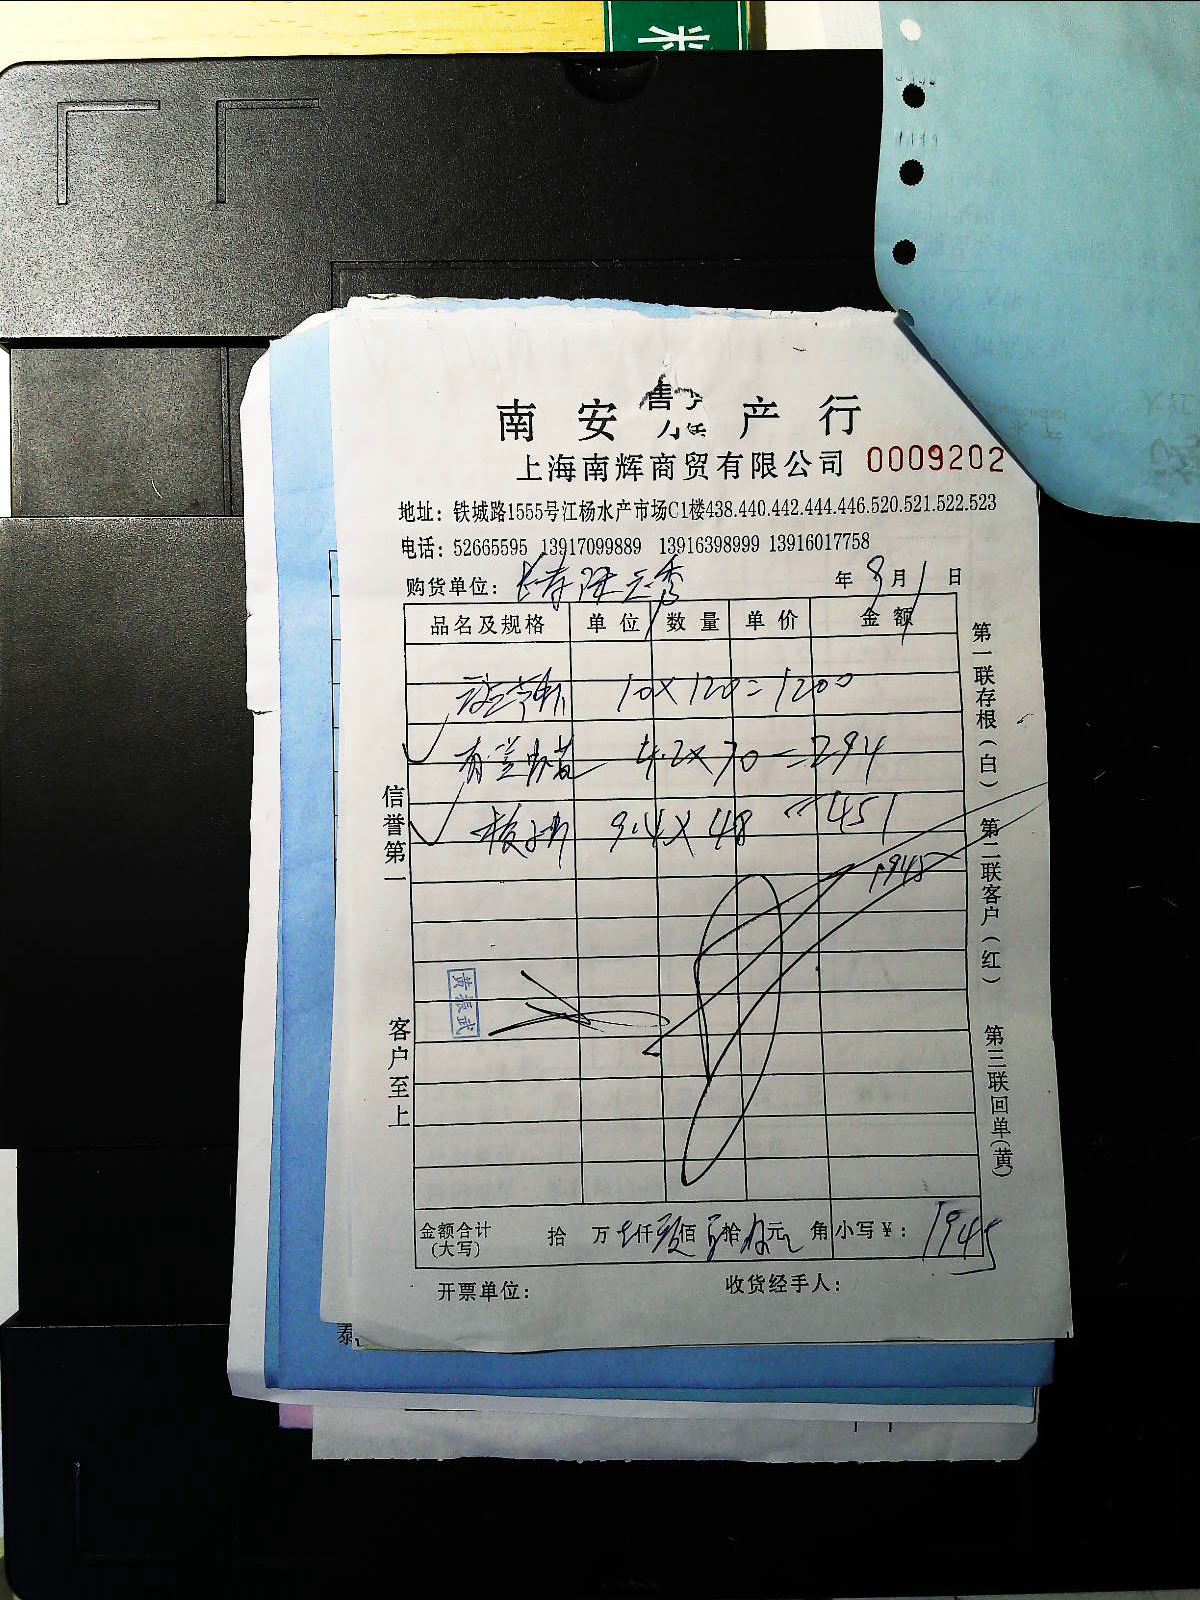 南安 产行
上海南辉商贸有限公司 0009202
地址：铁城路1555号江杨水产市场C1楼438.440.442.444.446.520.521.522.523
电话：52665595 13917099889 13916398999 13916017758
购货单位： 年 9月1日
品名及规格 单位 数量 单价 金额
10×120=1200
4.2×70=294
9.4×48=451
1945
信誉第一
客户至上
黄振武
第一联存根（白）
第二联客户（红）
第三联回单（黄）
金额合计 拾 万 仟 佰 拾 元 角 小写¥：1945
（大写）
开票单位： 收货经手人：